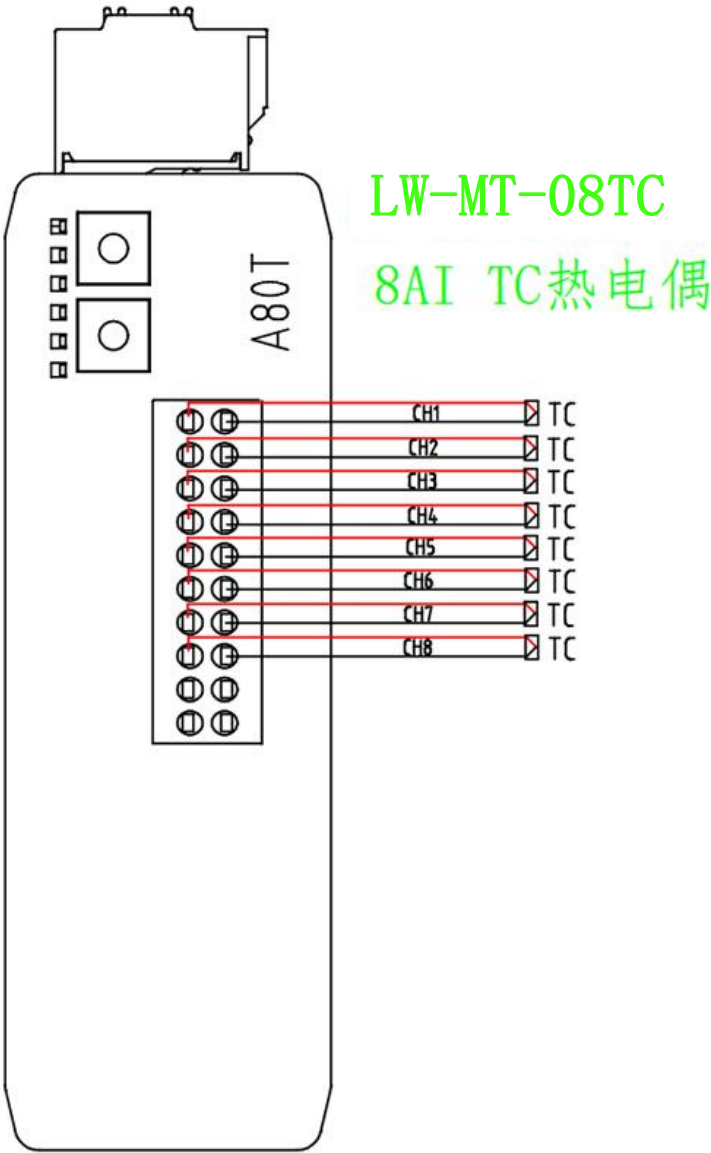 LW-MT-08TC
8AI TC热电偶
A80T
CH1 TC
CH2 TC
CH3 TC
CH4 TC
CH5 TC
CH6 TC
CH7 TC
CH8 TC